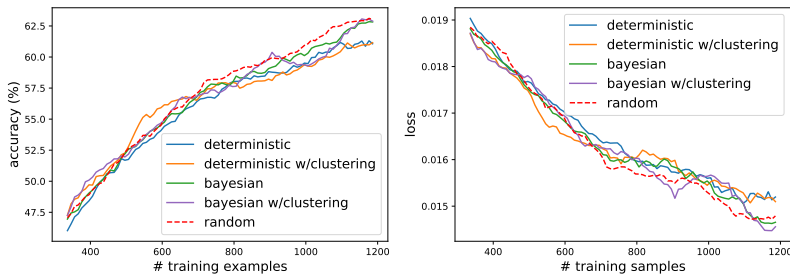 62.5
60.0
57.5
55.0
52.5
50.0
47.5
accuracy (%)
deterministic
deterministic w/clustering
bayesian
bayesian w/clustering
random
400
600
800
1000
1200
# training examples
0.019
0.018
0.017
0.016
0.015
loss
deterministic
deterministic w/clustering
bayesian
bayesian w/clustering
random
400
600
800
1000
1200
# training samples